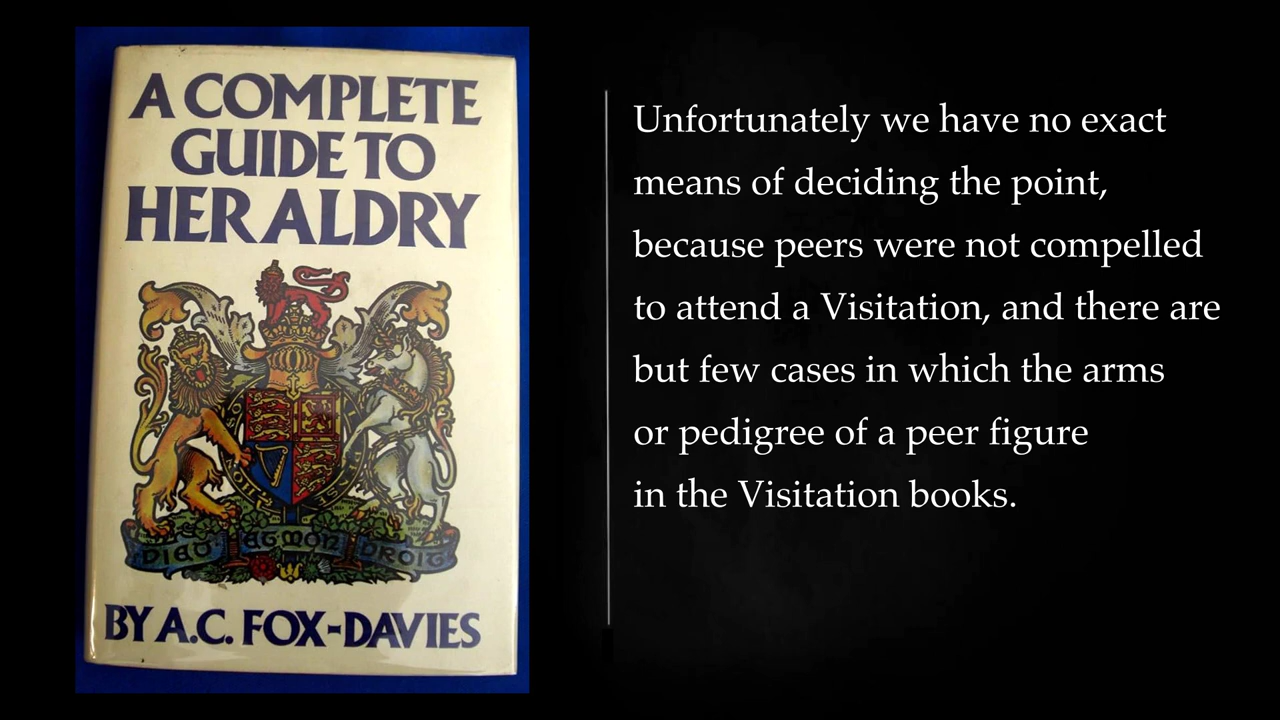 A COMPLETE
GUIDE TO
HERALDRY
DIEU ET MON DROIT
BY A.C. FOX-DAVIES
Unfortunately we have no exact
means of deciding the point,
because peers were not compelled
to attend a Visitation, and there are
but few cases in which the arms
or pedigree of a peer figure
in the Visitation books.